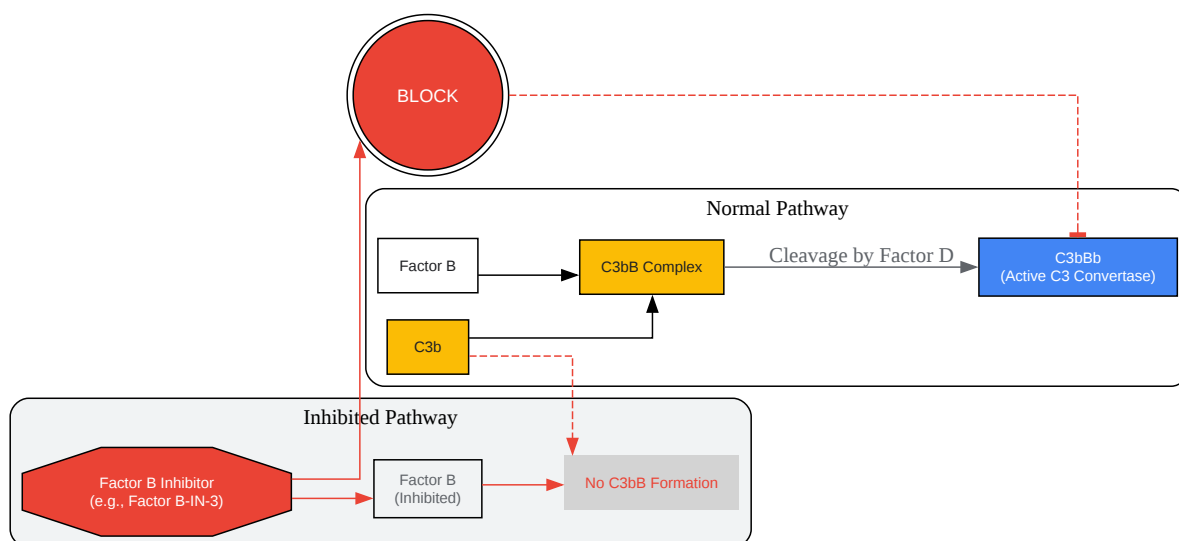 BLOCK
Normal Pathway
Factor B
C3bB Complex
Cleavage by Factor D
C3bBb
(Active C3 Convertase)
C3b
Inhibited Pathway
Factor B Inhibitor
(e.g., Factor B-IN-3)
Factor B
(Inhibited)
No C3bB Formation